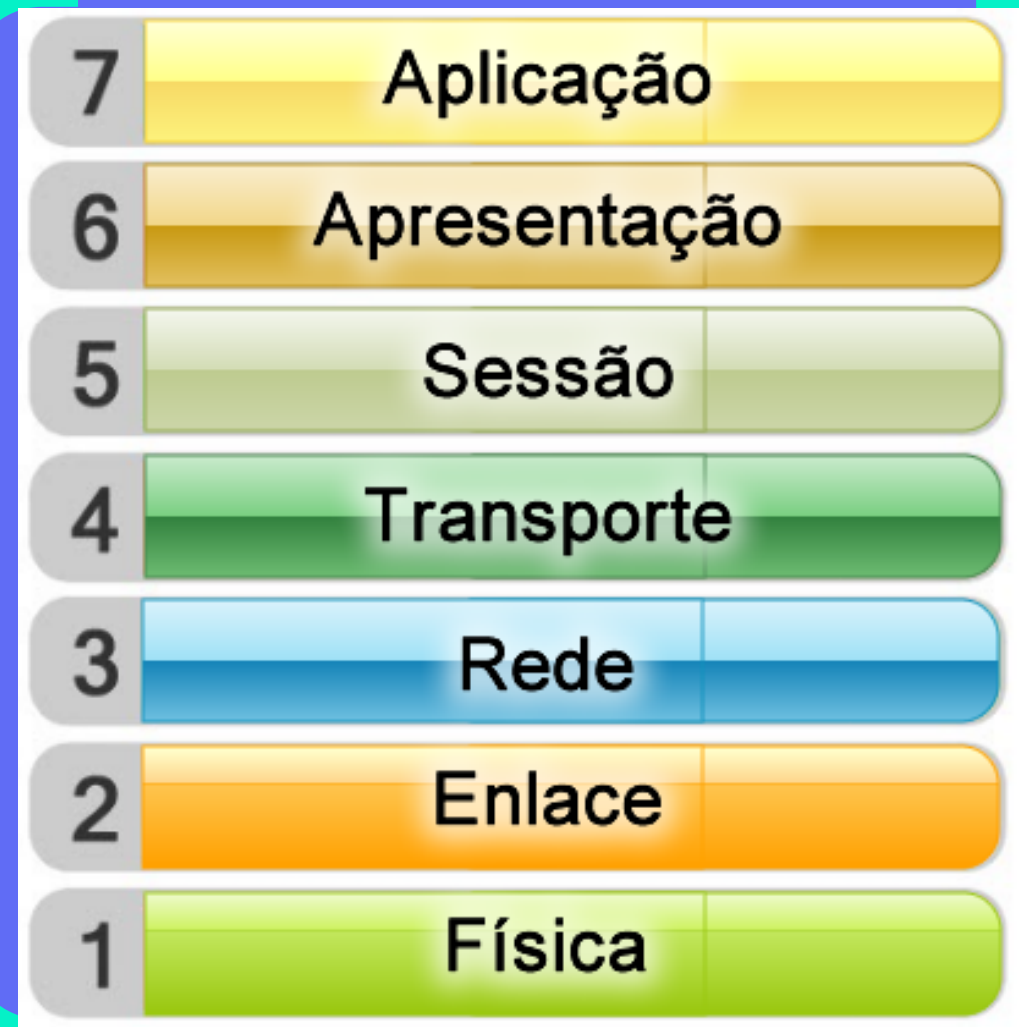 7 Aplicação
6 Apresentação
5 Sessão
4 Transporte
3 Rede
2 Enlace
1 Física